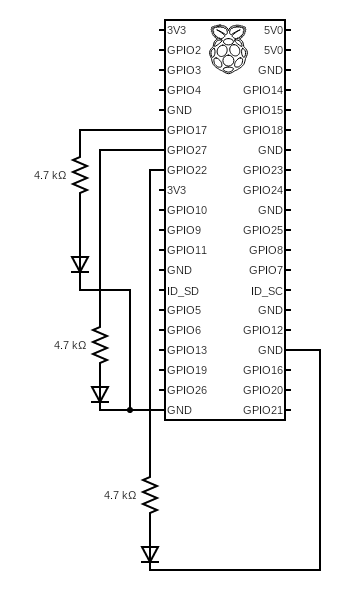 3V3 5V0
GPIO2 5V0
GPIO3 GND
GPIO4 GPIO14
GND GPIO15
GPIO17 GPIO18
GPIO27 GND
4.7 kΩ GPIO22 GPIO23
3V3 GPIO24
GPIO10 GND
GPIO9 GPIO25
GPIO11 GPIO8
GND GPIO7
ID_SD ID_SC
GPIO5 GND
GPIO6 GPIO12
4.7 kΩ GPIO13 GND
GPIO19 GPIO16
GPIO26 GPIO20
GND GPIO21
4.7 kΩ